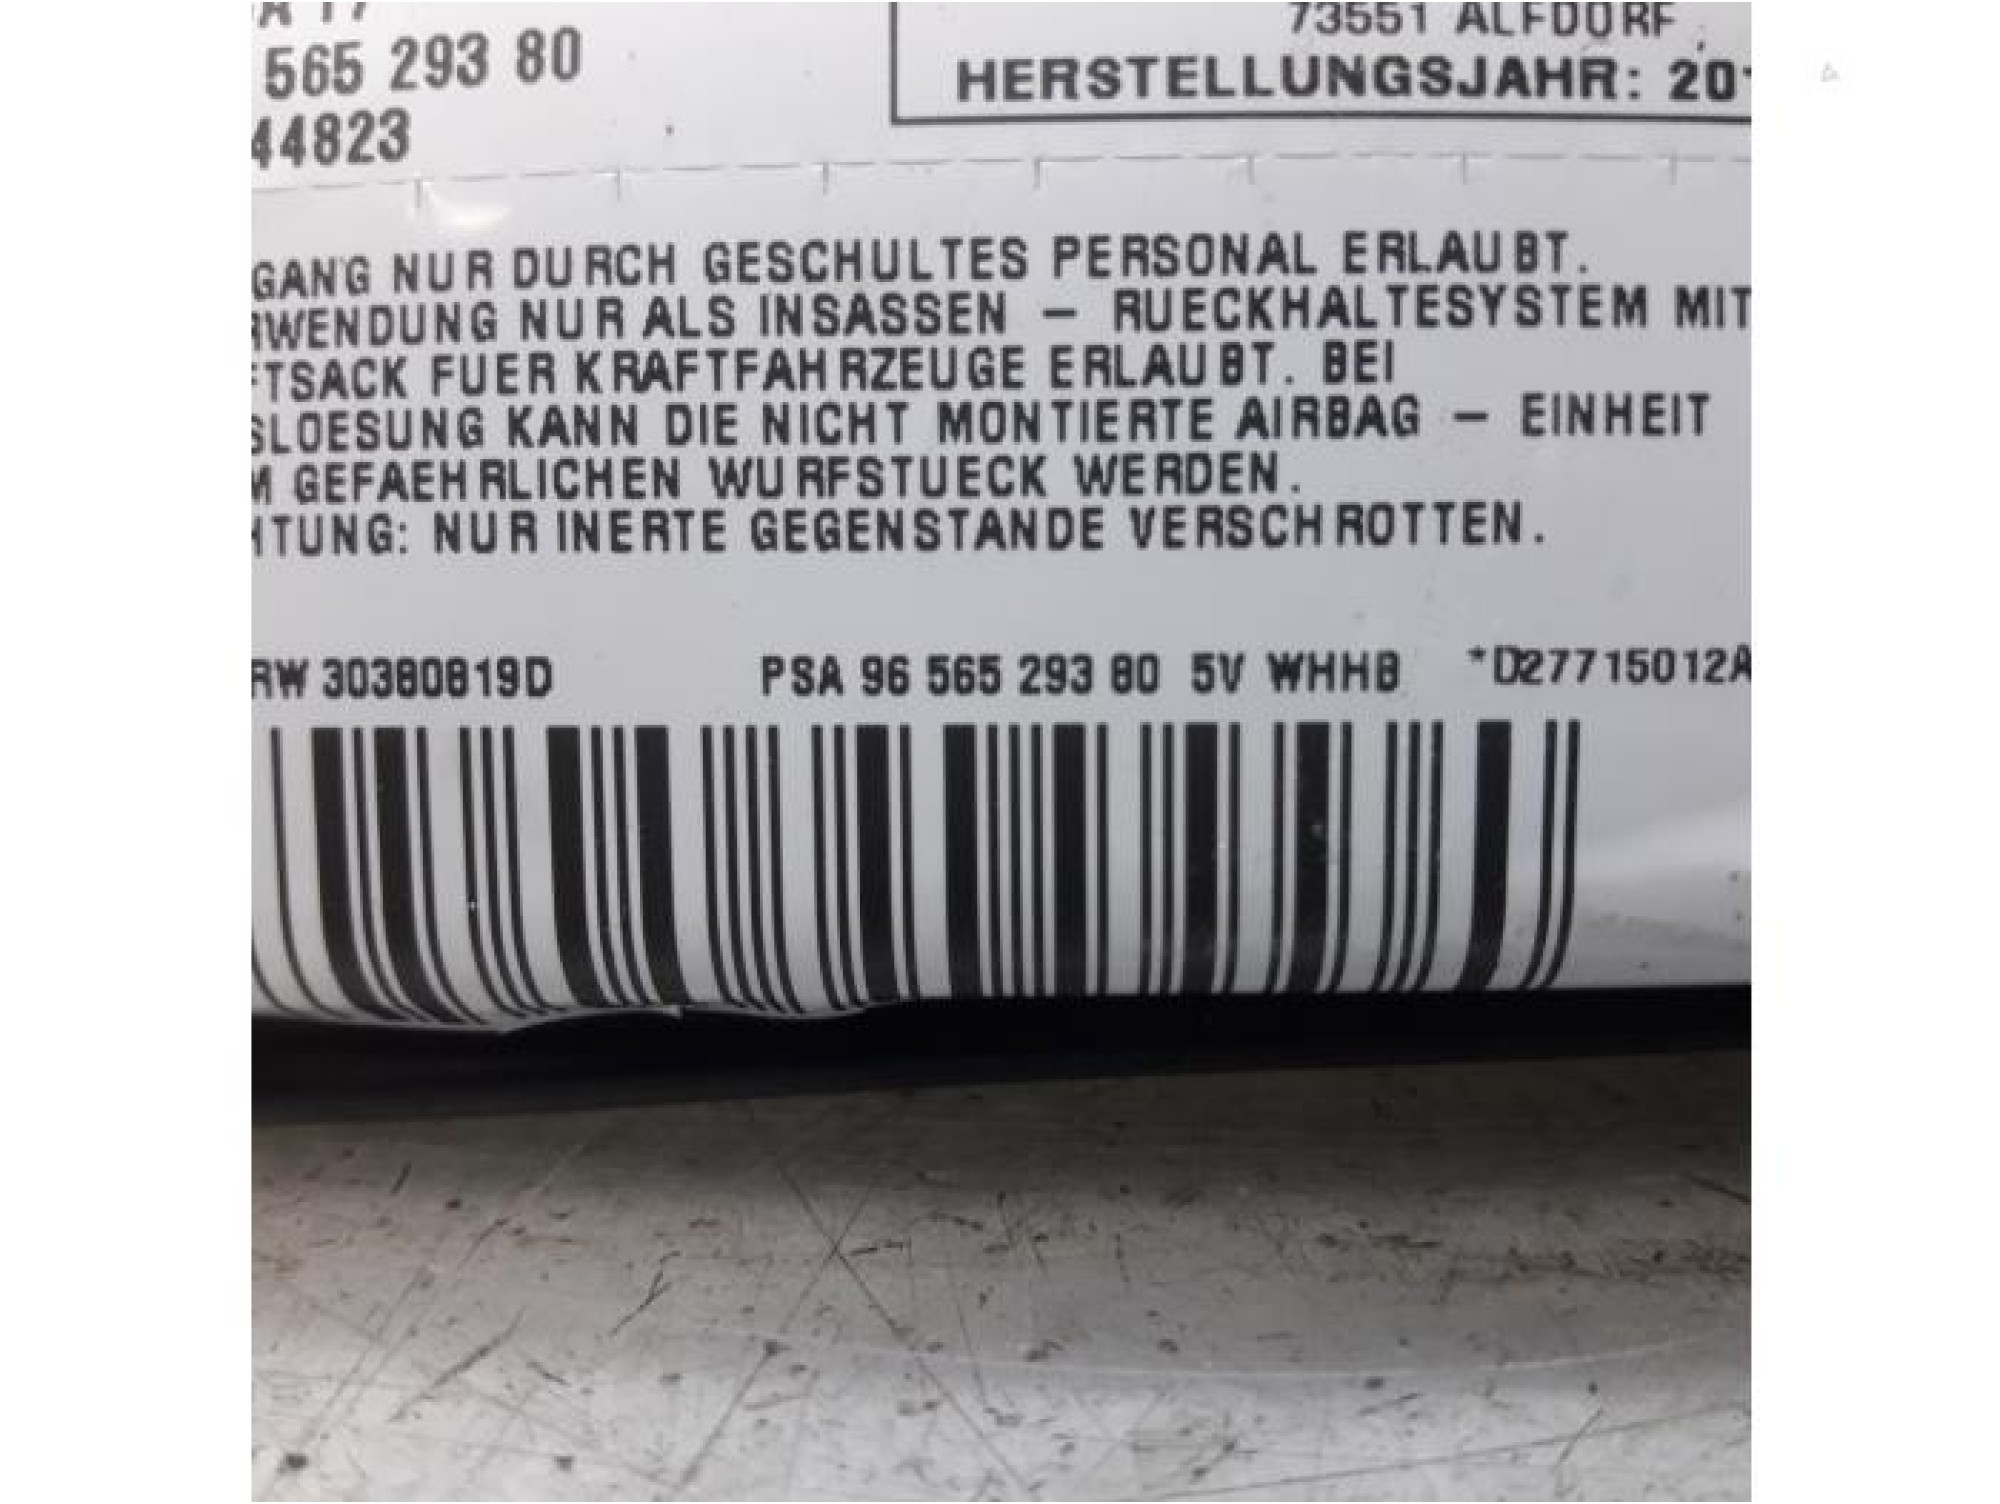 73551 ALFDORF
565 293 80
HERSTELLUNGSJAHR: 20
44823
GANG NUR DURCH GESCHULTES PERSONAL ERLAUBT.
RWENDUNG NUR ALS INSASSEN – RUECKHALTESYSTEM MIT
FTSACK FUER KRAFTFAHRZEUGE ERLAUBT. BEI
SLOESUNG KANN DIE NICHT MONTIERTE AIRBAG – EINHEIT
M GEFAEHRLICHEN WURFSTUECK WERDEN.
HTUNG: NUR INERTE GEGENSTANDE VERSCHROTTEN.
RW 30380819D PSA 96 565 293 80 5V WHHB *D27715012A